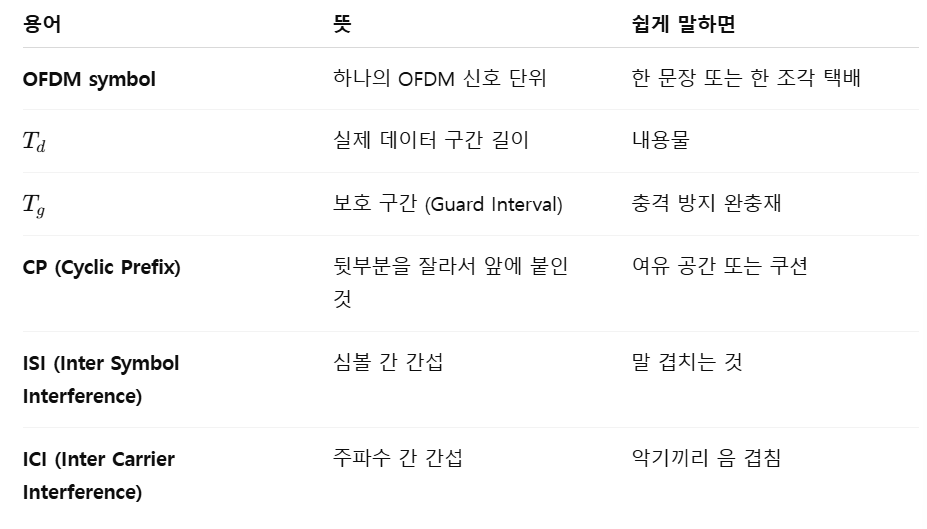 용어 뜻 쉽게 말하면
OFDM symbol 하나의 OFDM 신호 단위 한 문장 또는 한 조각 택배
T_d 실제 데이터 구간 길이 내용물
T_g 보호 구간 (Guard Interval) 충격 방지 완충재
CP (Cyclic Prefix) 뒷부분을 잘라서 앞에 붙인 여유 공간 또는 쿠션
것
ISI (Inter Symbol 심볼 간 간섭 말 겹치는 것
Interference)
ICI (Inter Carrier 주파수 간 간섭 악기끼리 음 겹침
Interference)